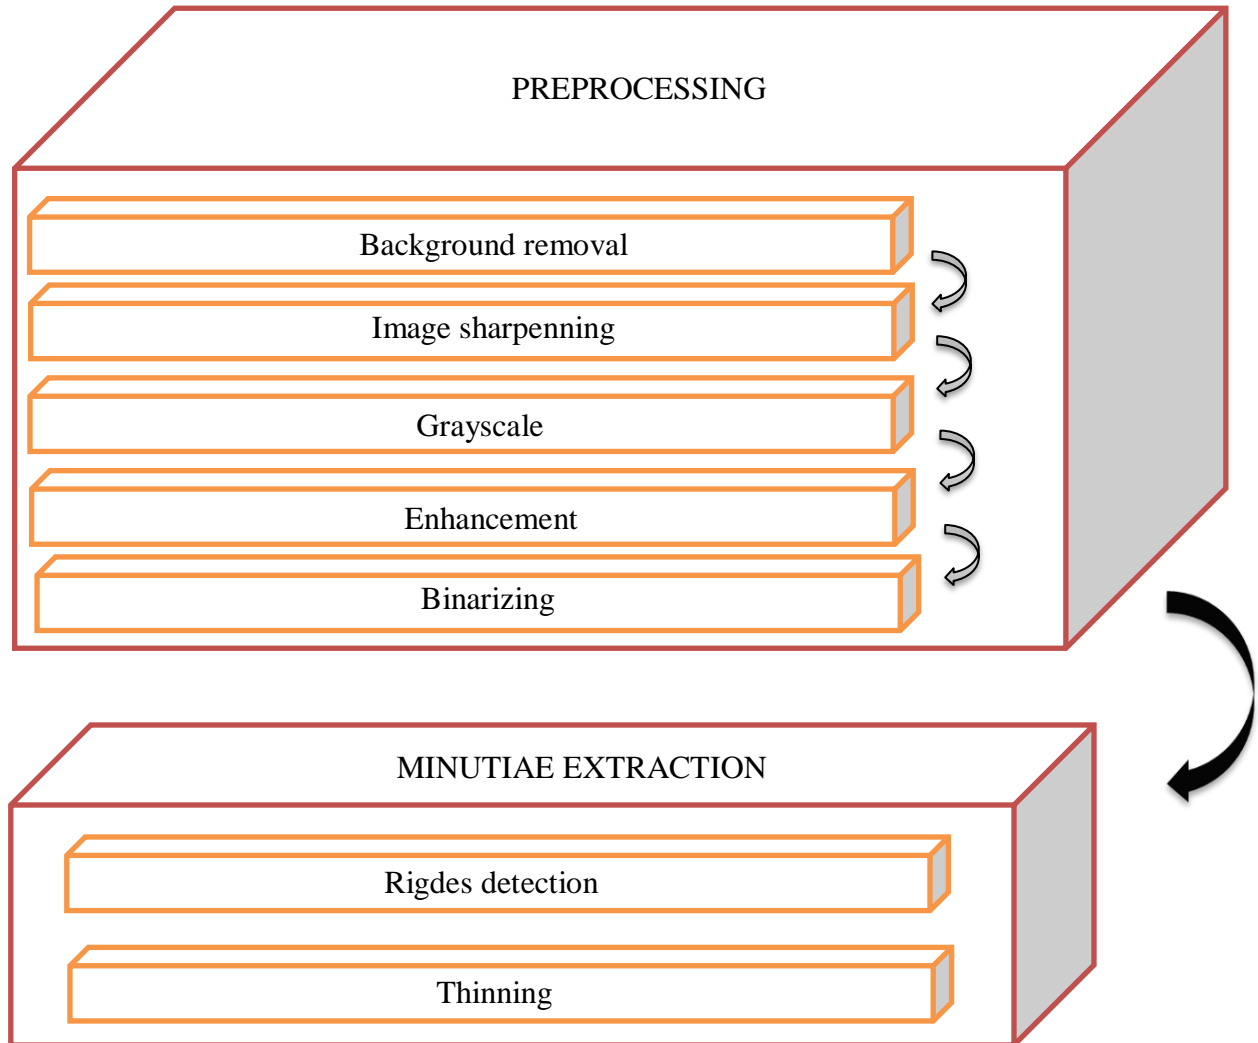 PREPROCESSING
Background removal
Image sharpenning
Grayscale
Enhancement
Binarizing
MINUTIAE EXTRACTION
Rigdes detection
Thinning